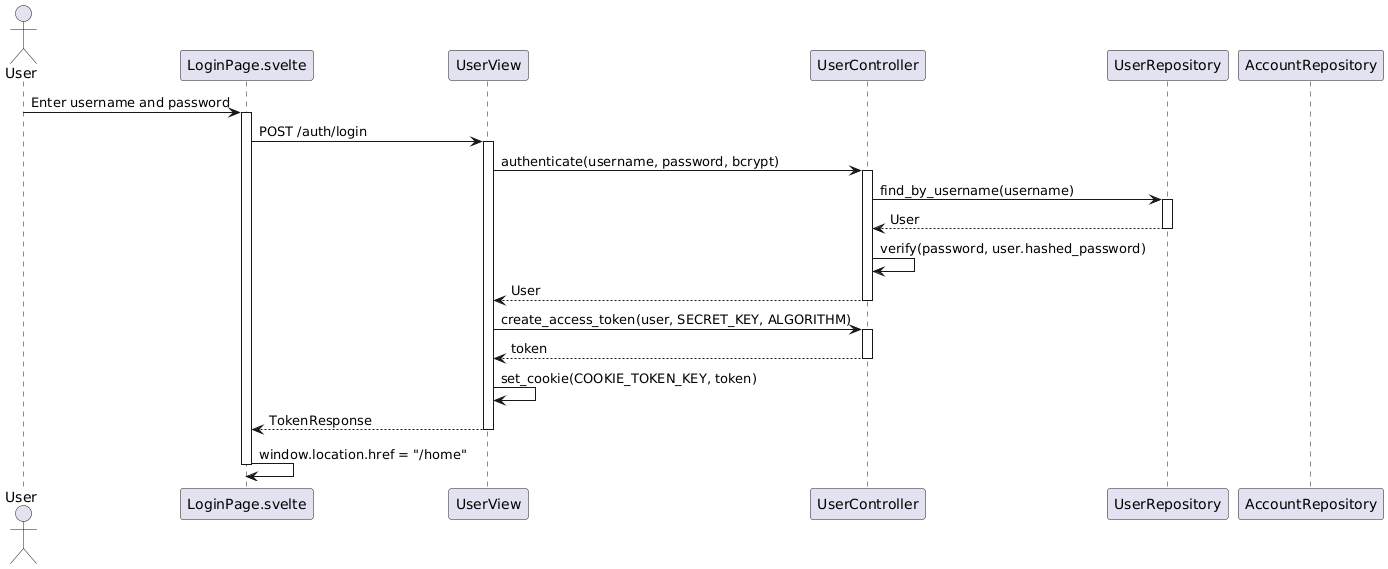 User
LoginPage.svelte
UserView
UserController
UserRepository
AccountRepository
Enter username and password
POST /auth/login
authenticate(username, password, bcrypt)
find_by_username(username)
User
verify(password, user.hashed_password)
User
create_access_token(user, SECRET_KEY, ALGORITHM)
token
set_cookie(COOKIE_TOKEN_KEY, token)
TokenResponse
window.location.href = "/home"
User
LoginPage.svelte
UserView
UserController
UserRepository
AccountRepository